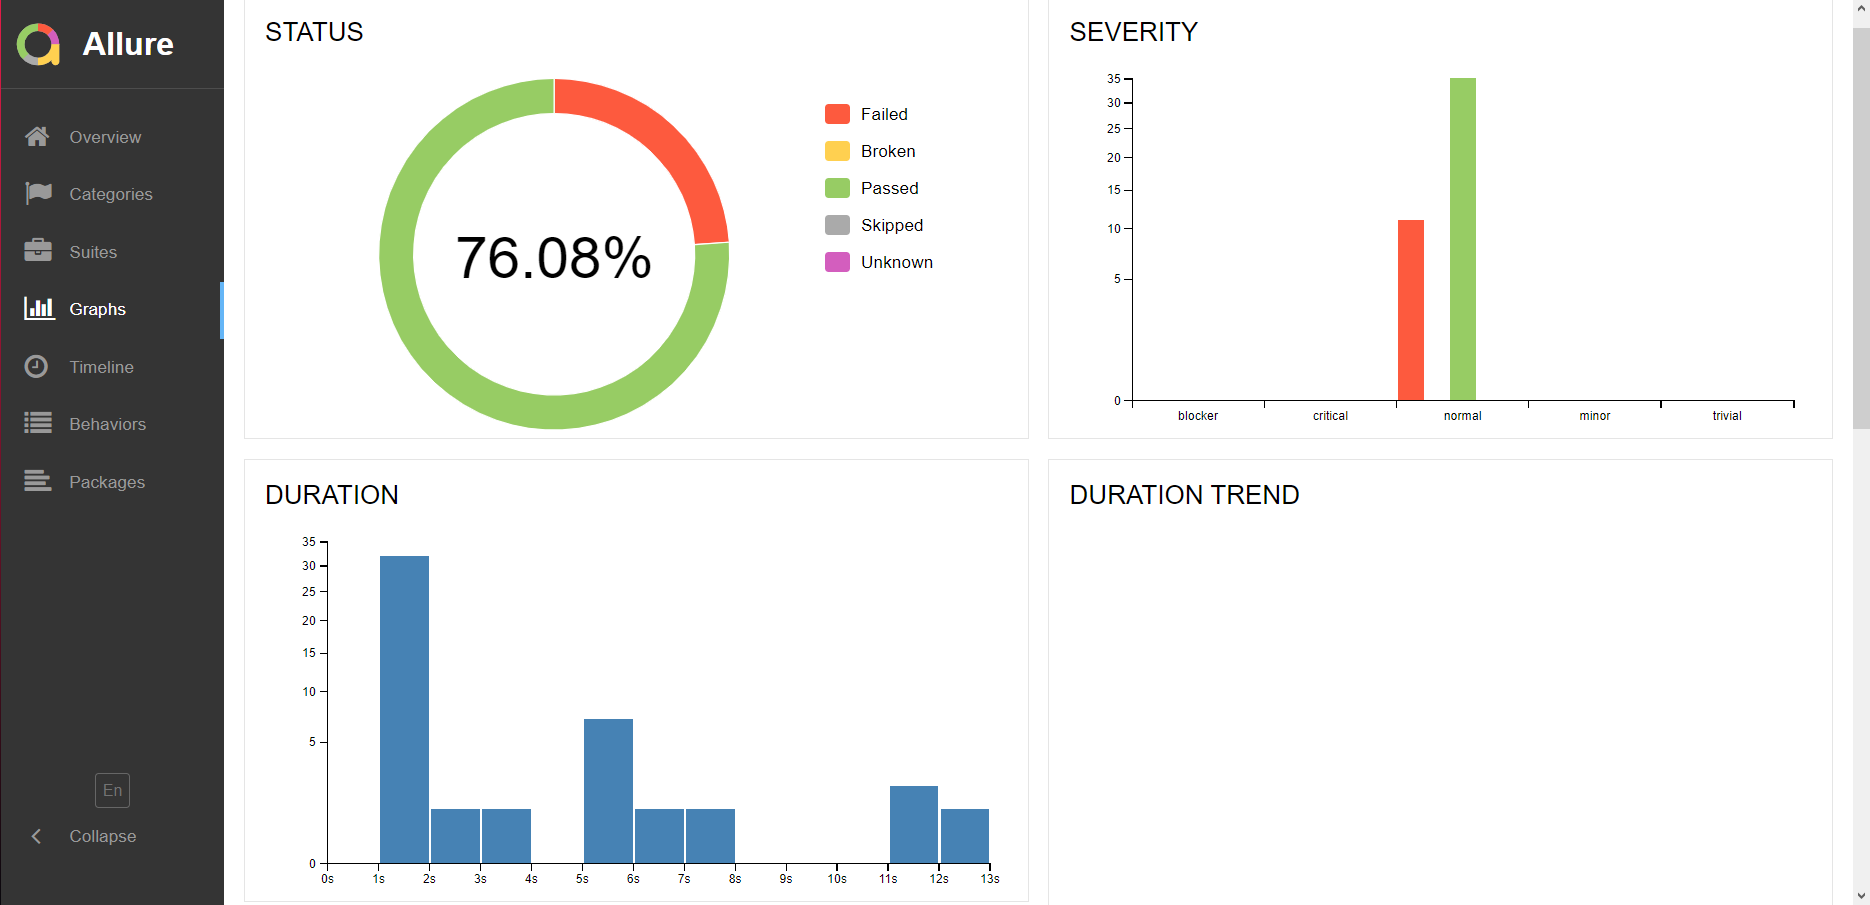 Allure
Overview
Categories
Suites
Graphs
Timeline
Behaviors
Packages
En
Collapse
STATUS
76.08%
Failed
Broken
Passed
Skipped
Unknown
SEVERITY
35
30
25
20
15
10
5
0
blocker critical normal minor trivial
DURATION
35
30
25
20
15
10
5
0
0s 1s 2s 3s 4s 5s 6s 7s 8s 9s 10s 11s 12s 13s
DURATION TREND